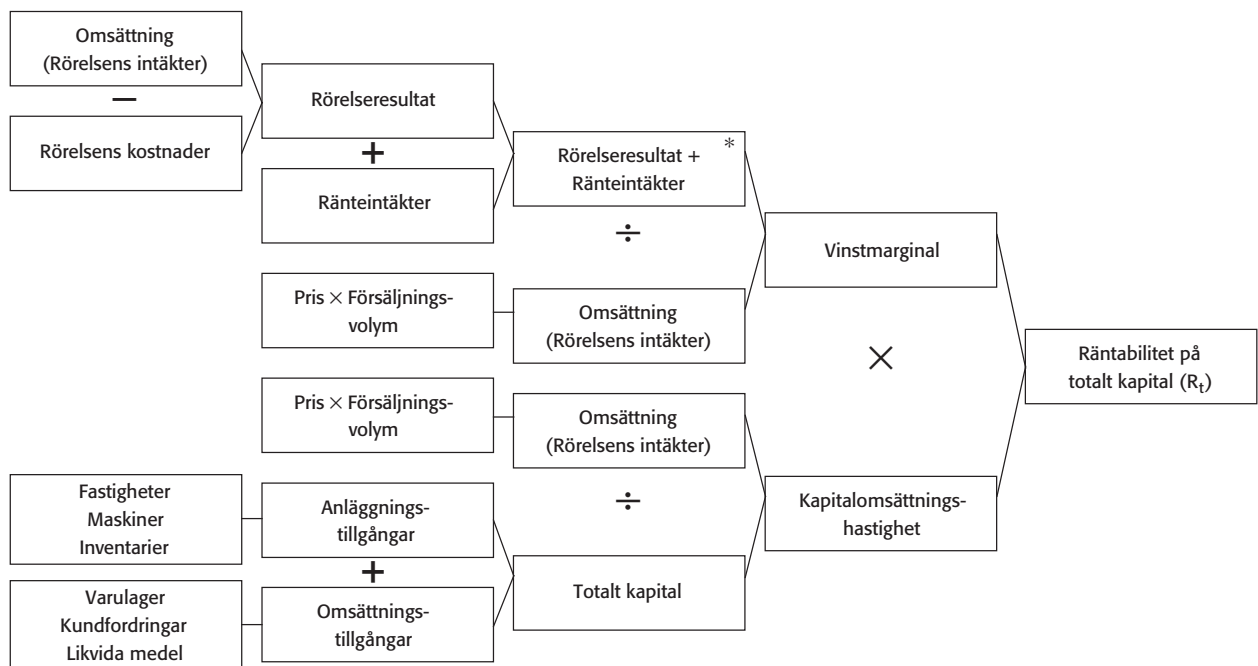 Omsättning
(Rörelsens intäkter)
−
Rörelsens kostnader
Rörelseresultat
+
Ränteintäkter
Rörelseresultat +
Ränteintäkter
*
÷
Pris × Försäljnings-
volym
Omsättning
(Rörelsens intäkter)
Vinstmarginal
×
Räntabilitet på
totalt kapital (Rt)
Pris × Försäljnings-
volym
Omsättning
(Rörelsens intäkter)
÷
Kapitalomsättnings-
hastighet
Fastigheter
Maskiner
Inventarier
Anläggnings-
tillgångar
+
Totalt kapital
Varulager
Kundfordringar
Likvida medel
Omsättnings-
tillgångar